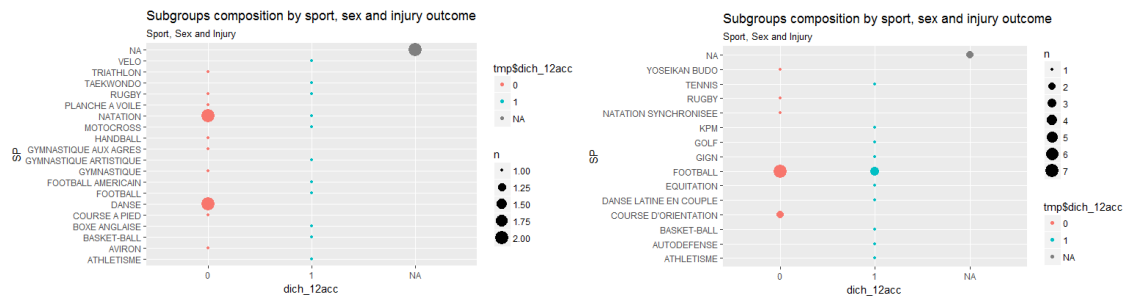 Subgroups composition by sport, sex and injury outcome
Sport, Sex and Injury
SP
NA
VELO
TRIATHLON
TAEKWONDO
RUGBY
PLANCHE A VOILE
NATATION
MOTOCROSS
HANDBALL
GYMNASTIQUE AUX AGRES
GYMNASTIQUE ARTISTIQUE
GYMNASTIQUE
FOOTBALL AMERICAIN
FOOTBALL
DANSE
COURSE A PIED
BOXE ANGLAISE
BASKET-BALL
AVIRON
ATHLETISME
0 1 NA
dich_12acc
tmp$dich_12acc
0
1
NA
n
1.00
1.25
1.50
1.75
2.00
Subgroups composition by sport, sex and injury outcome
Sport, Sex and Injury
SP
NA
YOSEIKAN BUDO
TENNIS
RUGBY
NATATION SYNCHRONISEE
KPM
GOLF
GIGN
FOOTBALL
EQUITATION
DANSE LATINE EN COUPLE
COURSE D'ORIENTATION
BASKET-BALL
AUTODEFENSE
ATHLETISME
0 1 NA
dich_12acc
n
1
2
3
4
5
6
7
tmp$dich_12acc
0
1
NA